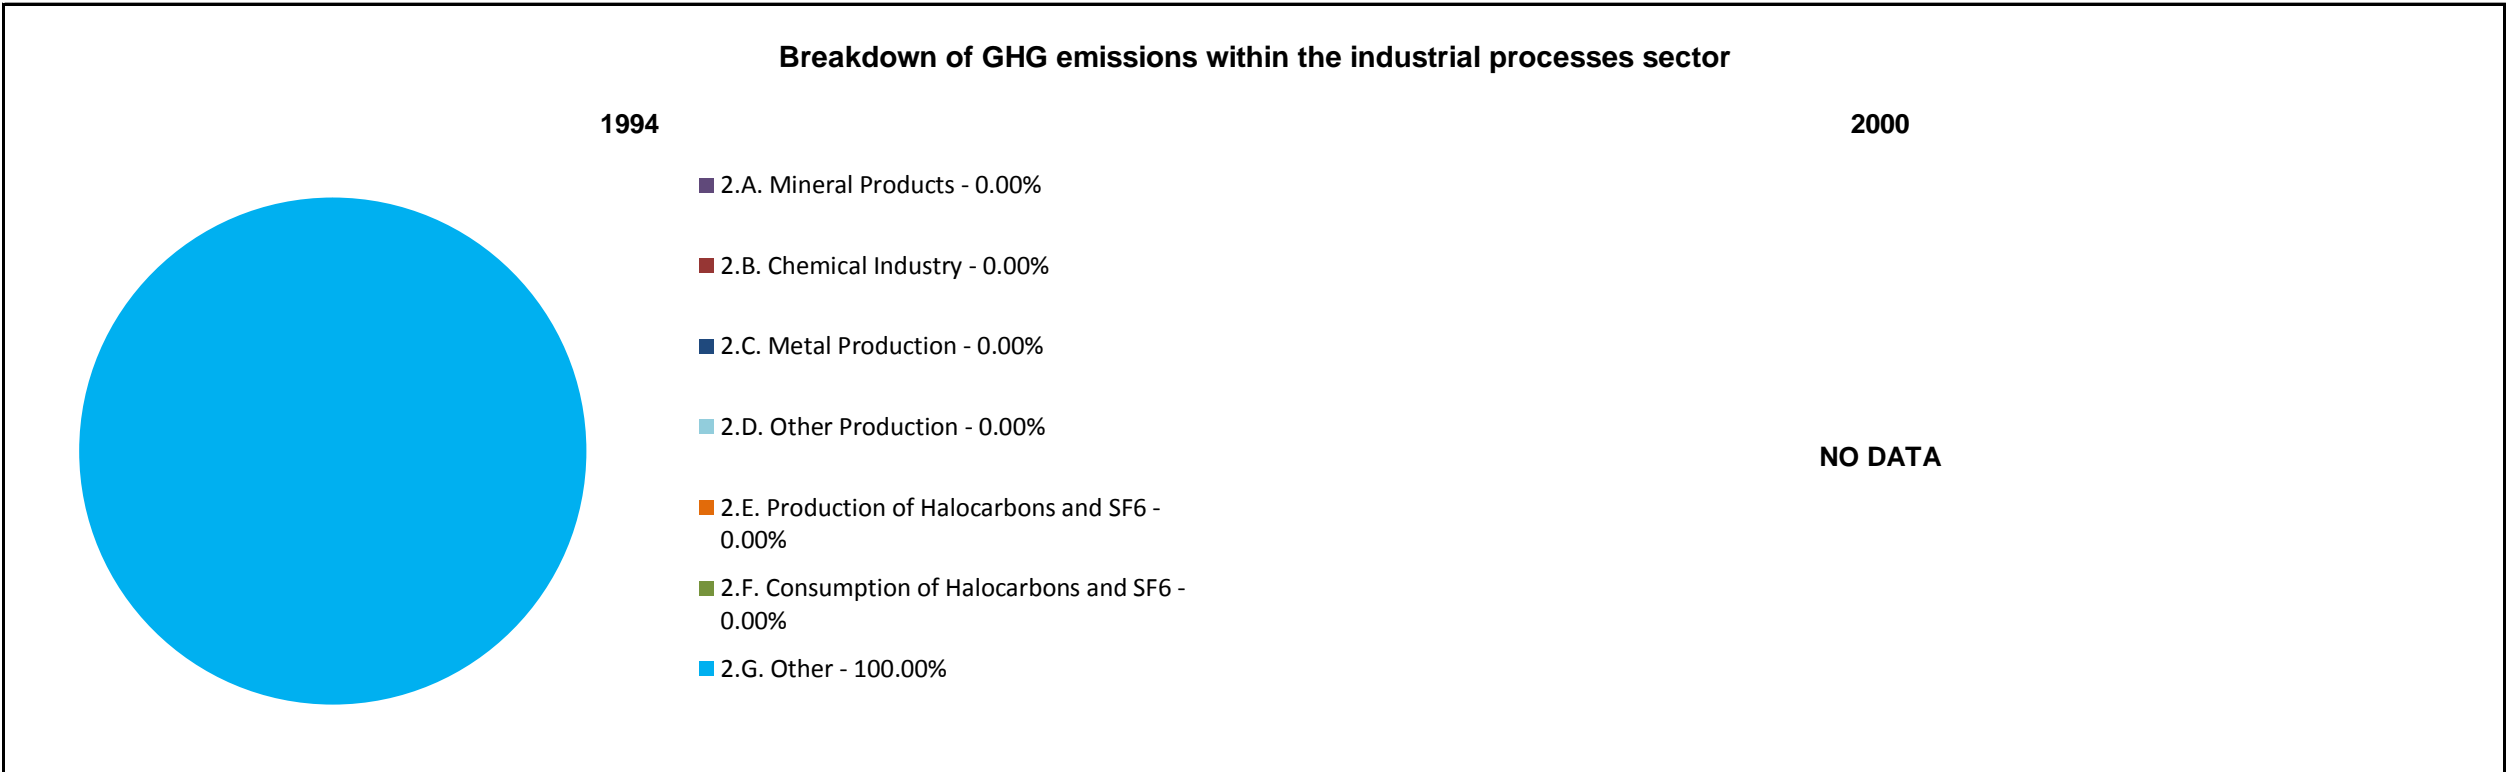 Breakdown of GHG emissions within the industrial processes sector
1994
2.A. Mineral Products - 0.00%
2.B. Chemical Industry - 0.00%
2.C. Metal Production - 0.00%
2.D. Other Production - 0.00%
2.E. Production of Halocarbons and SF6 -
0.00%
2.F. Consumption of Halocarbons and SF6 -
0.00%
2.G. Other - 100.00%
2000
NO DATA